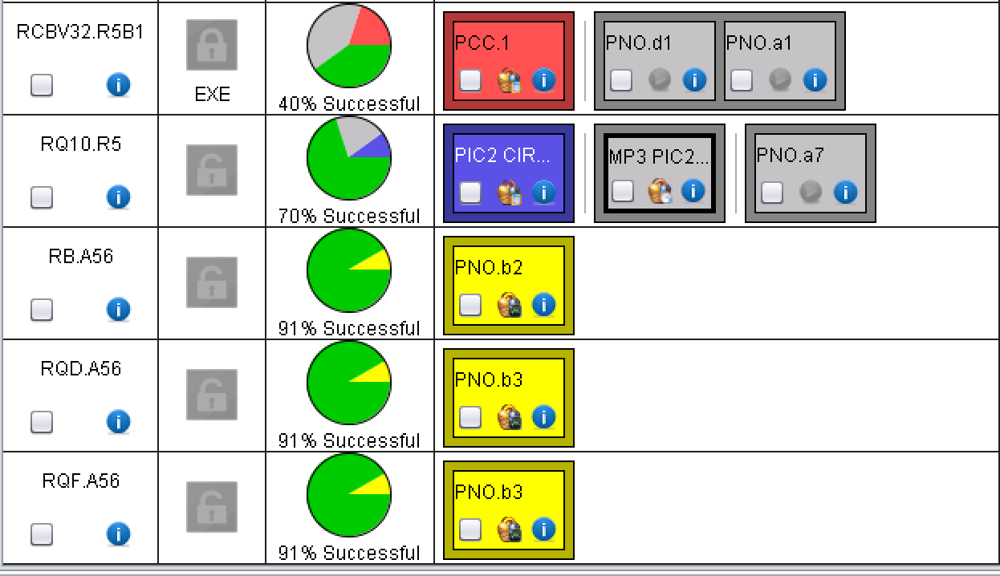 RCBV32.R5B1
EXE
40% Successful
PCC.1
PNO.d1
PNO.a1
RQ10.R5
70% Successful
PIC2 CIR...
MP3 PIC2...
PNO.a7
RB.A56
91% Successful
PNO.b2
RQD.A56
91% Successful
PNO.b3
RQF.A56
91% Successful
PNO.b3